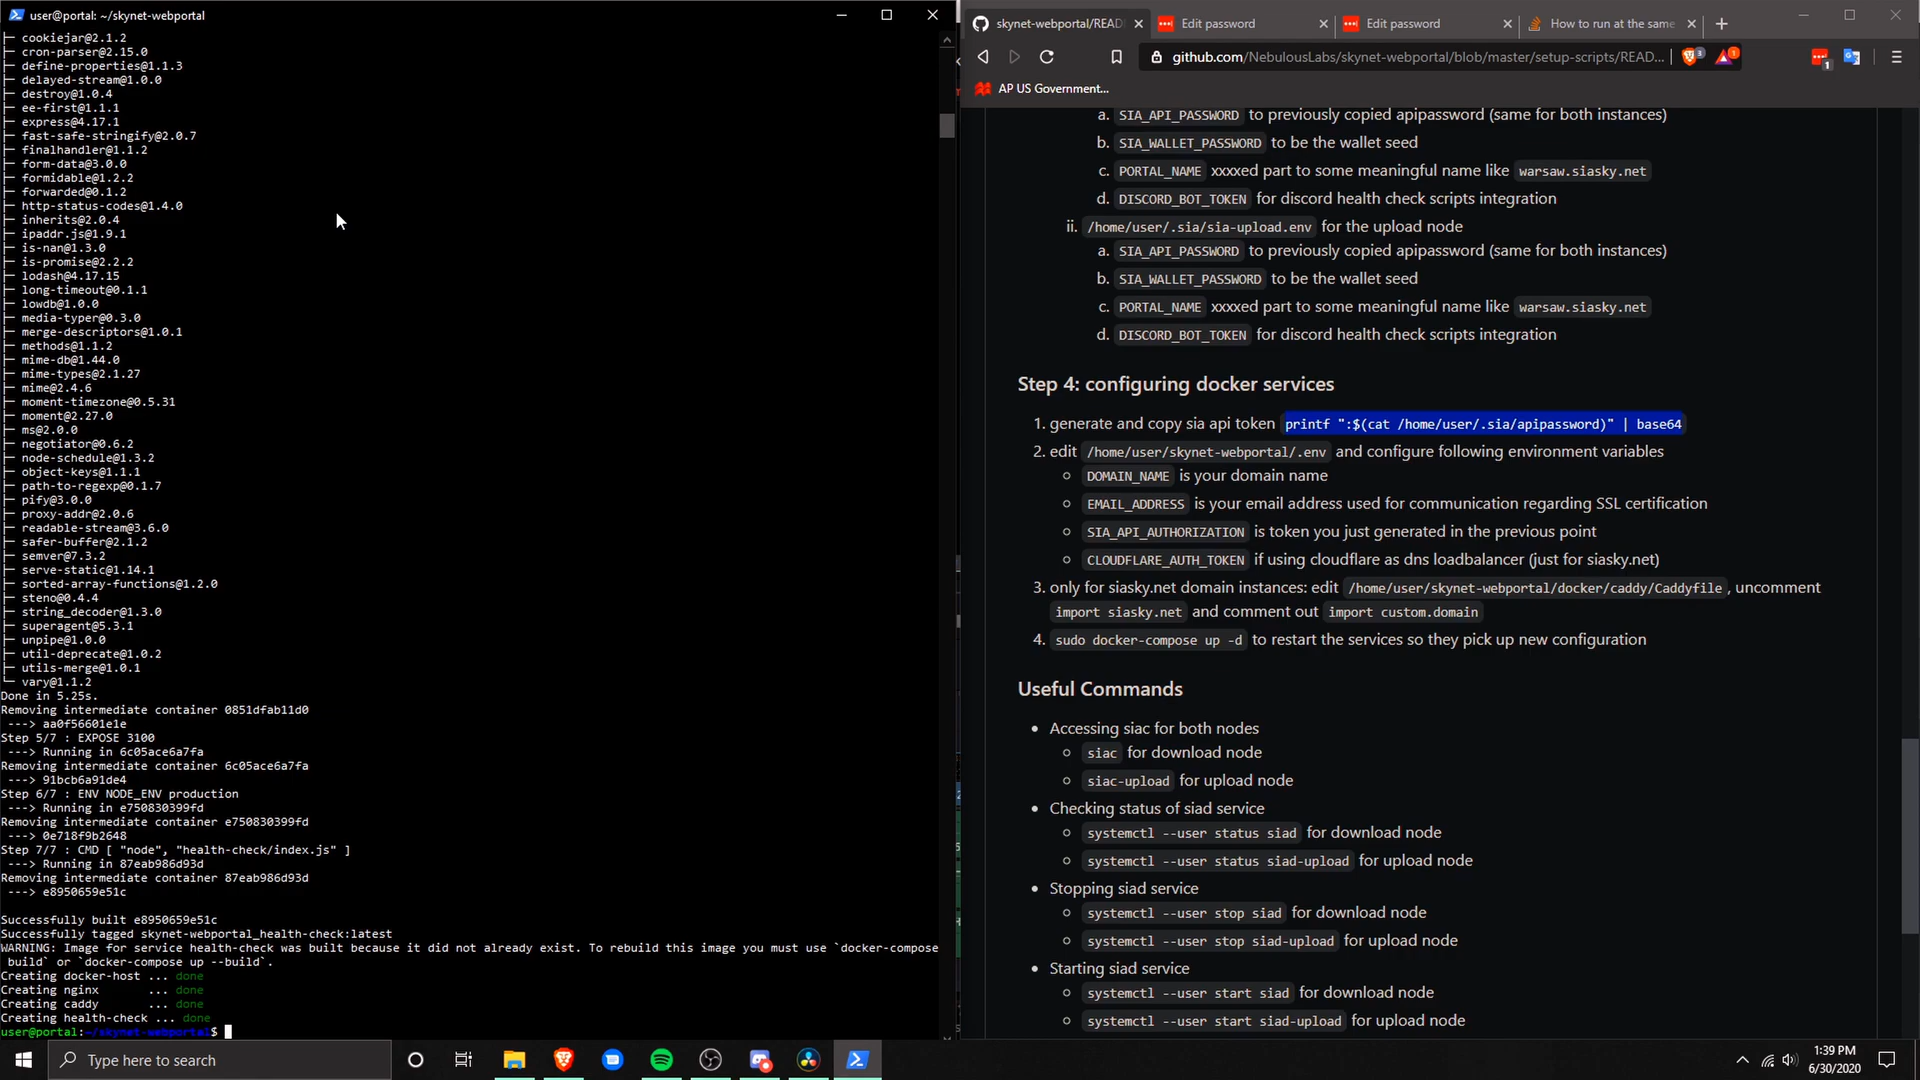 user@portal: ~/skynet-webportal
├─ cookiejar@2.1.2
├─ cron-parser@2.15.0
├─ define-properties@1.1.3
├─ delayed-stream@1.0.0
├─ destroy@1.0.4
├─ ee-first@1.1.1
├─ express@4.17.1
├─ fast-safe-stringify@2.0.7
├─ finalhandler@1.1.2
├─ form-data@3.0.0
├─ formidable@1.2.2
├─ forwarded@0.1.2
├─ http-status-codes@1.4.0
├─ inherits@2.0.4
├─ ipaddr.js@1.9.1
├─ is-nan@1.3.0
├─ is-promise@2.2.2
├─ lodash@4.17.15
├─ long-timeout@0.1.1
├─ lowdb@1.0.0
├─ media-typer@0.3.0
├─ merge-descriptors@1.0.1
├─ methods@1.1.2
├─ mime-db@1.44.0
├─ mime-types@2.1.27
├─ mime@2.4.6
├─ moment-timezone@0.5.31
├─ moment@2.27.0
├─ ms@2.0.0
├─ negotiator@0.6.2
├─ node-schedule@1.3.2
├─ object-keys@1.1.1
├─ path-to-regexp@0.1.7
├─ pify@3.0.0
├─ proxy-addr@2.0.6
├─ readable-stream@3.6.0
├─ safer-buffer@2.1.2
├─ semver@7.3.2
├─ serve-static@1.14.1
├─ sorted-array-functions@1.2.0
├─ steno@0.4.4
├─ string_decoder@1.3.0
├─ superagent@5.3.1
├─ unpipe@1.0.0
├─ util-deprecate@1.0.2
├─ utils-merge@1.0.1
└─ vary@1.1.2
Done in 5.25s.
Removing intermediate container 0851dfab11d0
---> aa0f56601e1e
Step 5/7 : EXPOSE 3100
---> Running in 6c05ace6a7fa
Removing intermediate container 6c05ace6a7fa
---> 91bcb6a91de4
Step 6/7 : ENV NODE_ENV production
---> Running in e750830399fd
Removing intermediate container e750830399fd
---> 0e718f9b2648
Step 7/7 : CMD [ "node", "health-check/index.js" ]
---> Running in 87eab986d93d
Removing intermediate container 87eab986d93d
---> e8950659e51c
Successfully built e8950659e51c
Successfully tagged skynet-webportal_health-check:latest
WARNING: Image for service health-check was built because it did not already exist. To rebuild this image you must use `docker-compose
build` or `docker-compose up --build`.
Creating docker-host ... done
Creating nginx ... done
Creating caddy ... done
Creating health-check ... done
user@portal:~/skynet-webportal$
skynet-webportal/READ
Edit password
Edit password
How to run at the same
github.com/NebulousLabs/skynet-webportal/blob/master/setup-scripts/READ...
3
1
1
AP US Government...
a. SIA_API_PASSWORD to previously copied apipassword (same for both instances)
b. SIA_WALLET_PASSWORD to be the wallet seed
c. PORTAL_NAME xxxxed part to some meaningful name like warsaw.siasky.net
d. DISCORD_BOT_TOKEN for discord health check scripts integration
ii. /home/user/.sia/sia-upload.env for the upload node
a. SIA_API_PASSWORD to previously copied apipassword (same for both instances)
b. SIA_WALLET_PASSWORD to be the wallet seed
c. PORTAL_NAME xxxxed part to some meaningful name like warsaw.siasky.net
d. DISCORD_BOT_TOKEN for discord health check scripts integration
Step 4: configuring docker services
1. generate and copy sia api token printf ":$(cat /home/user/.sia/apipassword)" | base64
2. edit /home/user/skynet-webportal/.env and configure following environment variables
DOMAIN_NAME is your domain name
EMAIL_ADDRESS is your email address used for communication regarding SSL certification
SIA_API_AUTHORIZATION is token you just generated in the previous point
CLOUDFLARE_AUTH_TOKEN if using cloudflare as dns loadbalancer (just for siasky.net)
3. only for siasky.net domain instances: edit /home/user/skynet-webportal/docker/caddy/Caddyfile , uncomment
import siasky.net and comment out import custom.domain
4. sudo docker-compose up -d to restart the services so they pick up new configuration
Useful Commands
Accessing siac for both nodes
siac for download node
siac-upload for upload node
Checking status of siad service
systemctl --user status siad for download node
systemctl --user status siad-upload for upload node
Stopping siad service
systemctl --user stop siad for download node
systemctl --user stop siad-upload for upload node
Starting siad service
systemctl --user start siad for download node
systemctl --user start siad-upload for upload node
Type here to search
1:39 PM
6/30/2020